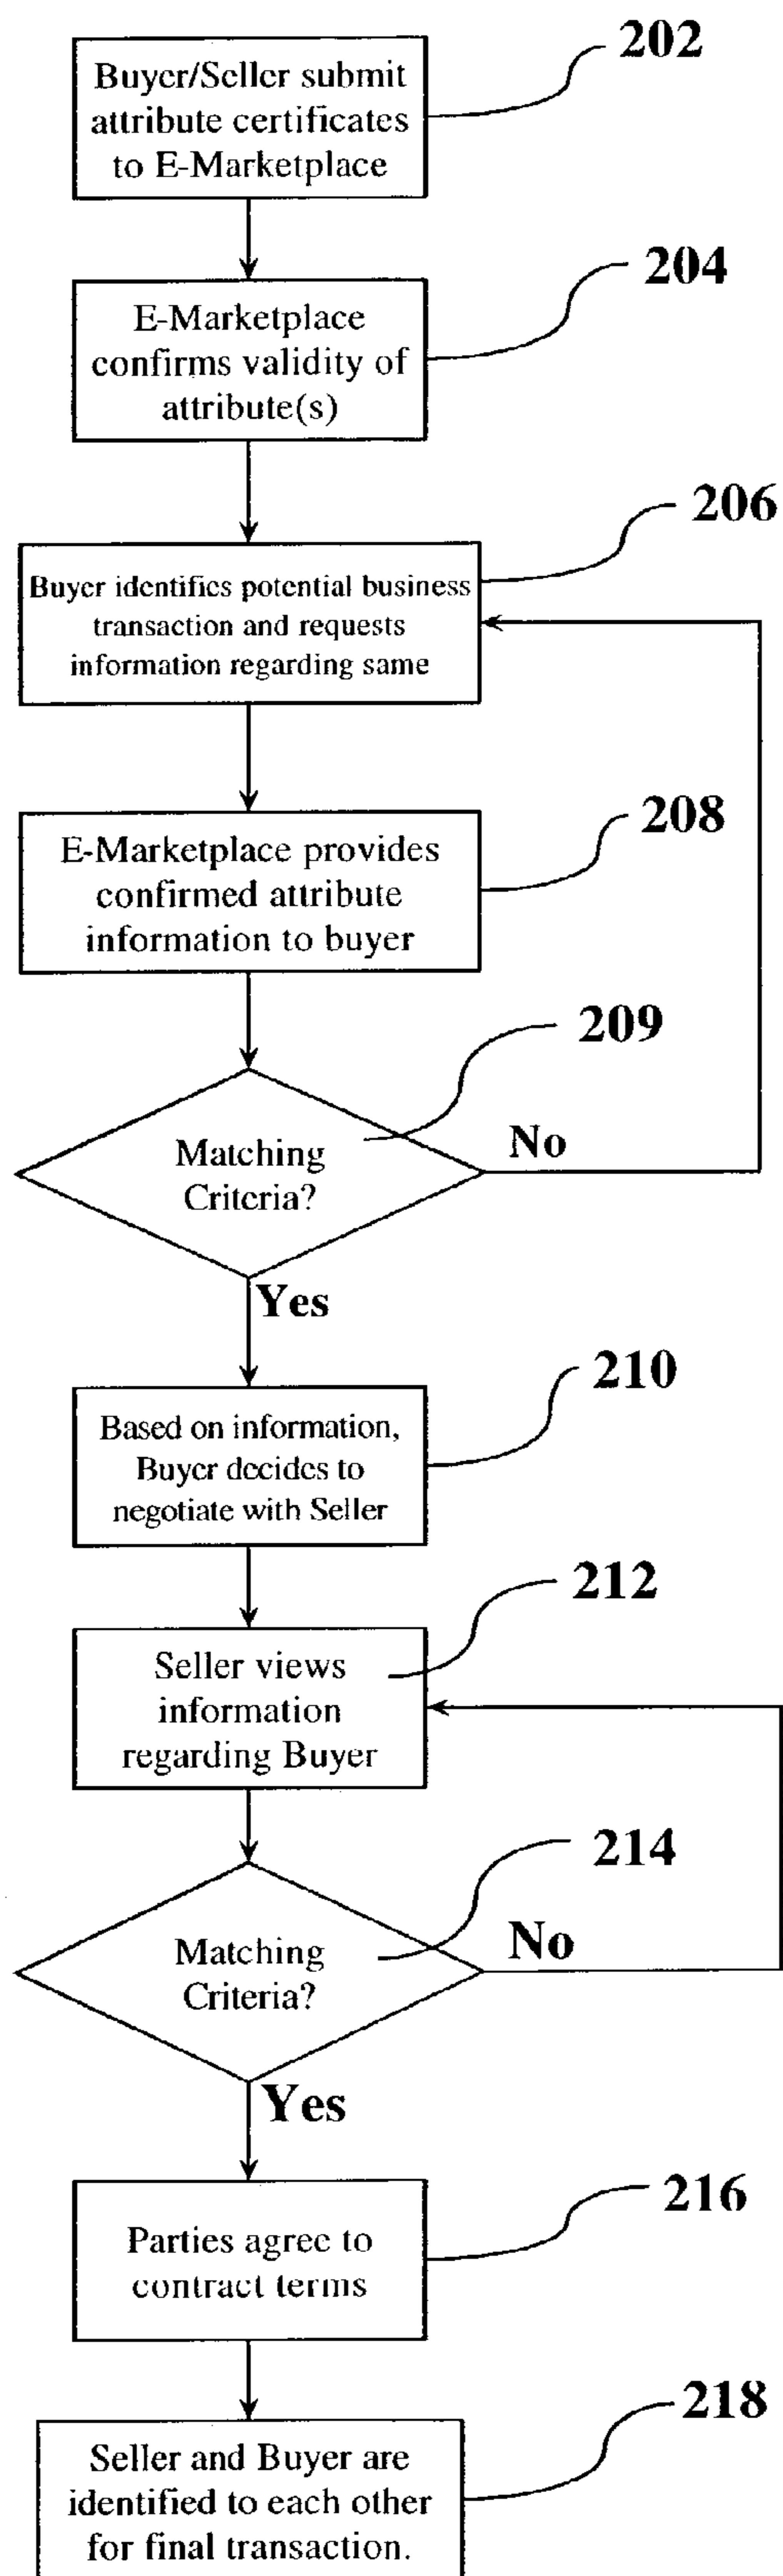 202
Buyer/Seller submit
attribute certificates
to E-Marketplace
204
E-Marketplace
confirms validity of
attribute(s)
206
Buyer identifies potential business
transaction and requests
information regarding same
208
E-Marketplace provides
confirmed attribute
information to buyer
209
Matching
Criteria?
No
Yes
210
Based on information,
Buyer decides to
negotiate with Seller
212
Seller views
information
regarding Buyer
214
Matching
Criteria?
No
Yes
216
Parties agree to
contract terms
218
Seller and Buyer are
identified to each other
for final transaction.